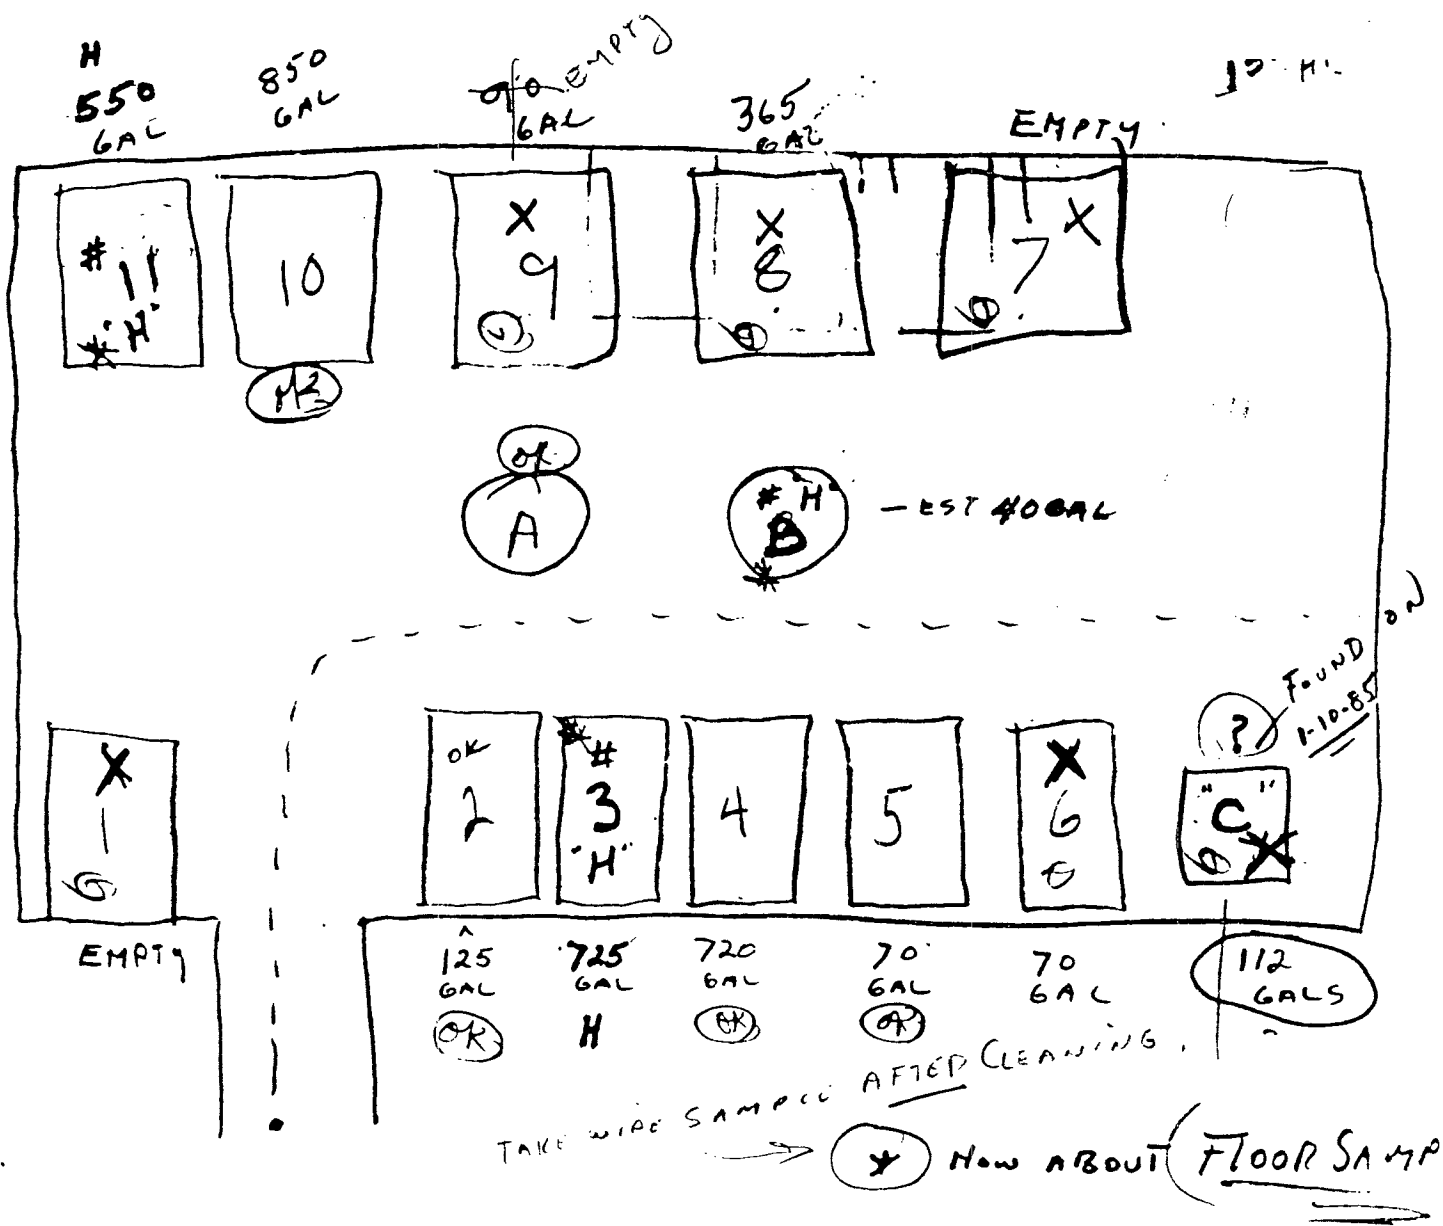 H
550
GAL
850
GAL
90
GAL
EMPTY
365
GAL
EMPTY
# 11
* "H"
10
X
9
X
8
X
7
OK
A
# "H"
B
*
- EST 40 GAL
FOUND ON
1-10-85
?
X
1
EMPTY
OK
2
125
GAL
OK
*
#
3
"H"
725
GAL
H
4
720
GAL
OK
5
70
GAL
OK
X
6
70
GAL
"C"
X
112
GALS
TAKE WIPE SAMPLE AFTER CLEANING.
* HOW ABOUT (FLOOR SAMP